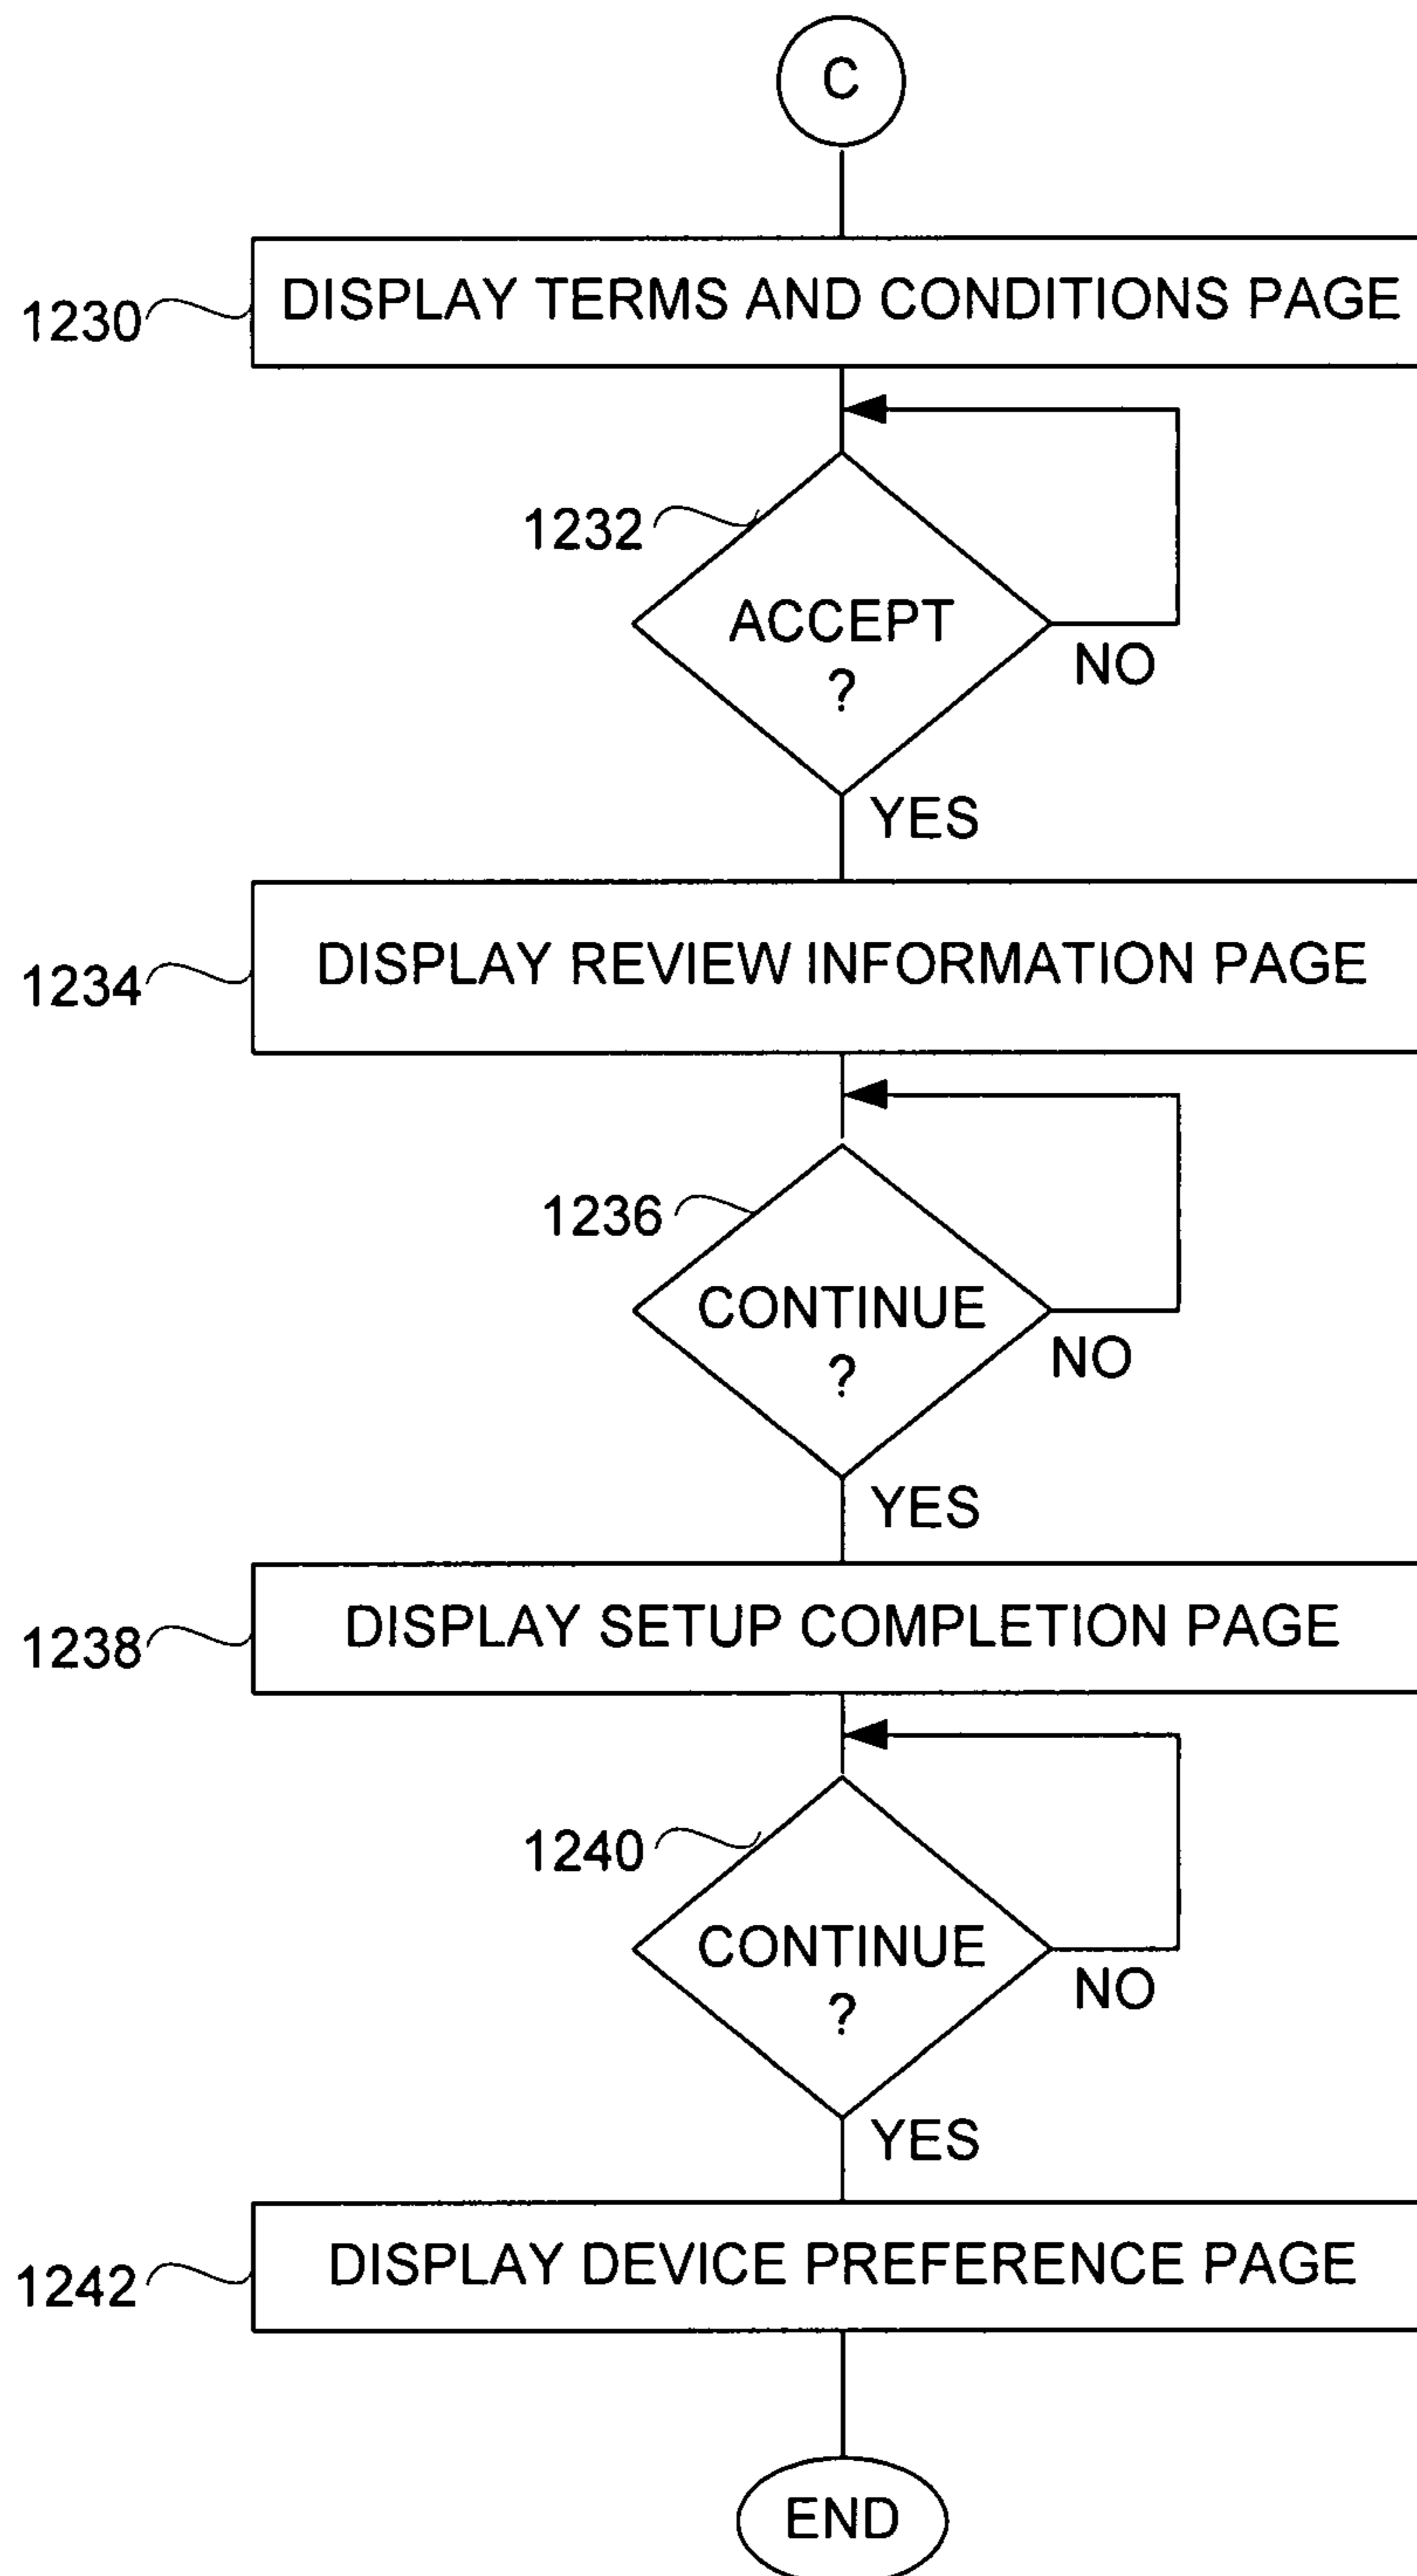 C
DISPLAY TERMS AND CONDITIONS PAGE
1230
1232
ACCEPT
?
NO
YES
DISPLAY REVIEW INFORMATION PAGE
1234
1236
CONTINUE
?
NO
YES
DISPLAY SETUP COMPLETION PAGE
1238
1240
CONTINUE
?
NO
YES
DISPLAY DEVICE PREFERENCE PAGE
1242
END